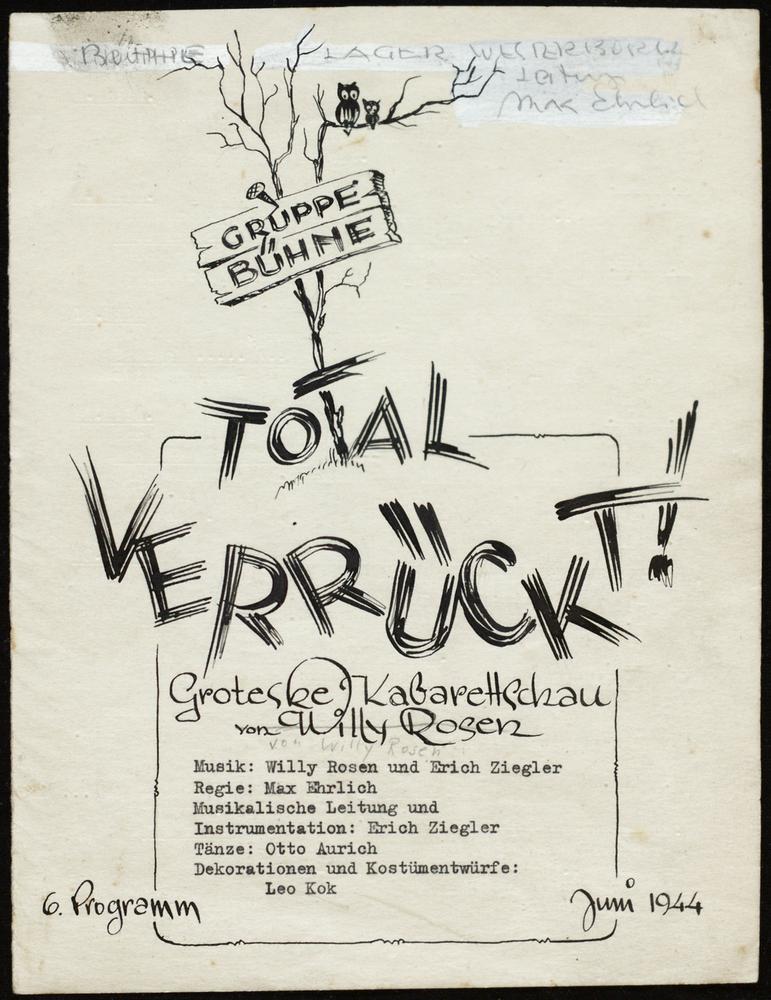 BÜHNE LAGER WESTERBORK
Leitung
Max Ehrlich
GRUPPE
BÜHNE
TOTAL
VERRÜCKT!
Groteske Kabarettschau
von Willy Rosen
von Willy Rosen
Musik: Willy Rosen und Erich Ziegler
Regie: Max Ehrlich
Musikalische Leitung und
Instrumentation: Erich Ziegler
Tänze: Otto Aurich
Dekorationen und Kostümentwürfe:
Leo Kok
6. Programm
Juni 1944